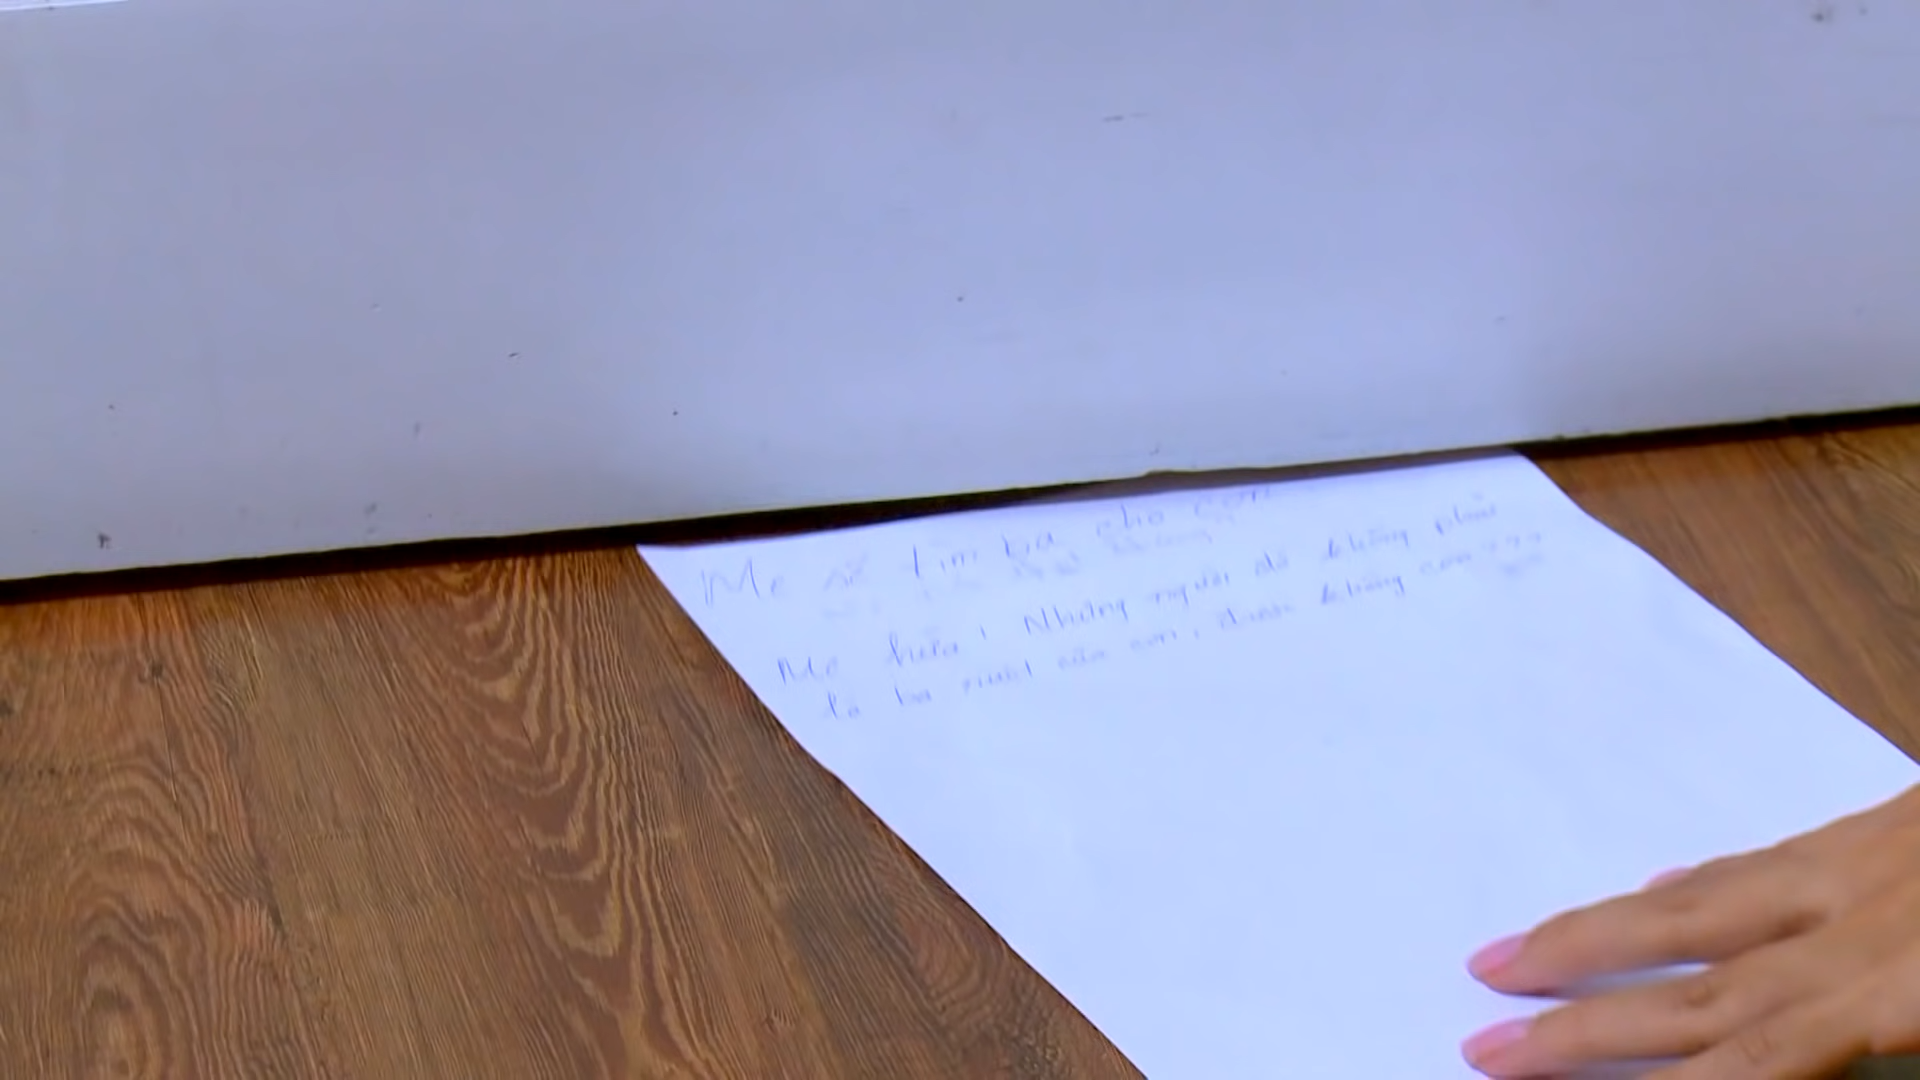 Mẹ sẽ tìm ba cho con
Mẹ hứa, Nhưng người đó không phải
là ba ruột của con, được không con ???